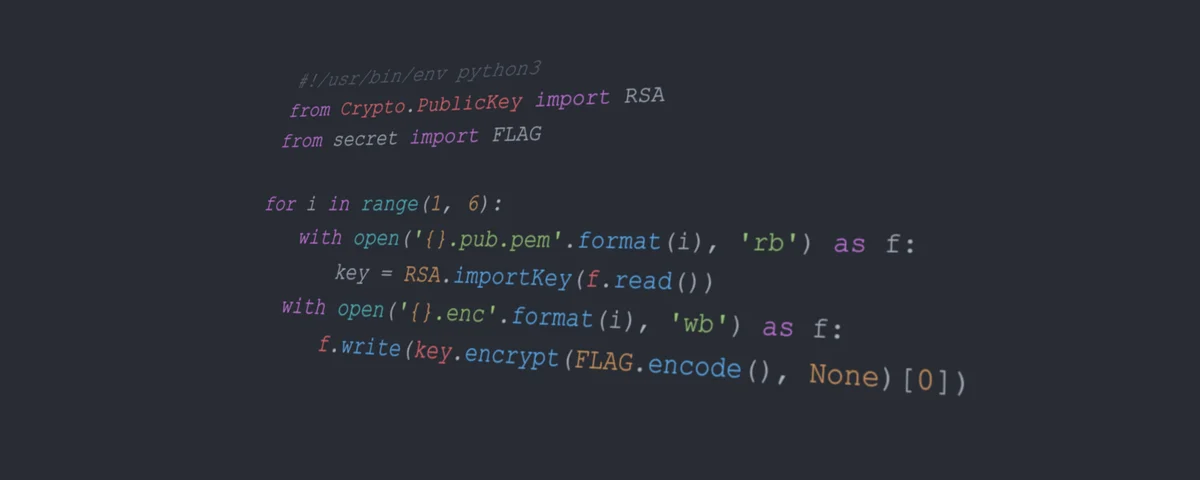 #!/usr/bin/env python3
from Crypto.PublicKey import RSA
from secret import FLAG
for i in range(1, 6):
with open('{}.pub.pem'.format(i), 'rb') as f:
key = RSA.importKey(f.read())
with open('{}.enc'.format(i), 'wb') as f:
f.write(key.encrypt(FLAG.encode(), None)[0])